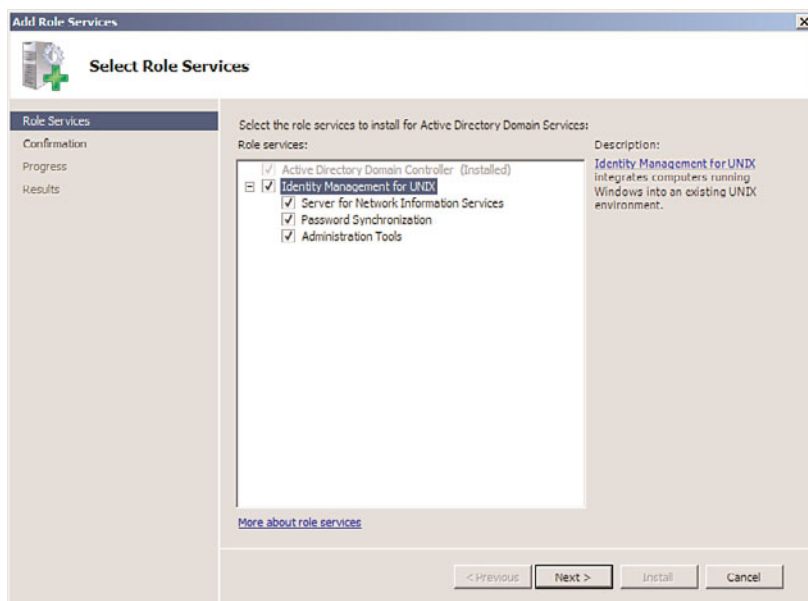 Add Role Services
Select Role Services
Role Services
Confirmation
Progress
Results
Select the role services to install for Active Directory Domain Services:
Role services:
Active Directory Domain Controller (Installed)
Identity Management for UNIX
Server for Network Information Services
Password Synchronization
Administration Tools
Description:
Identity Management for UNIX
integrates computers running
Windows into an existing UNIX
environment.
More about role services
< Previous
Next >
Install
Cancel